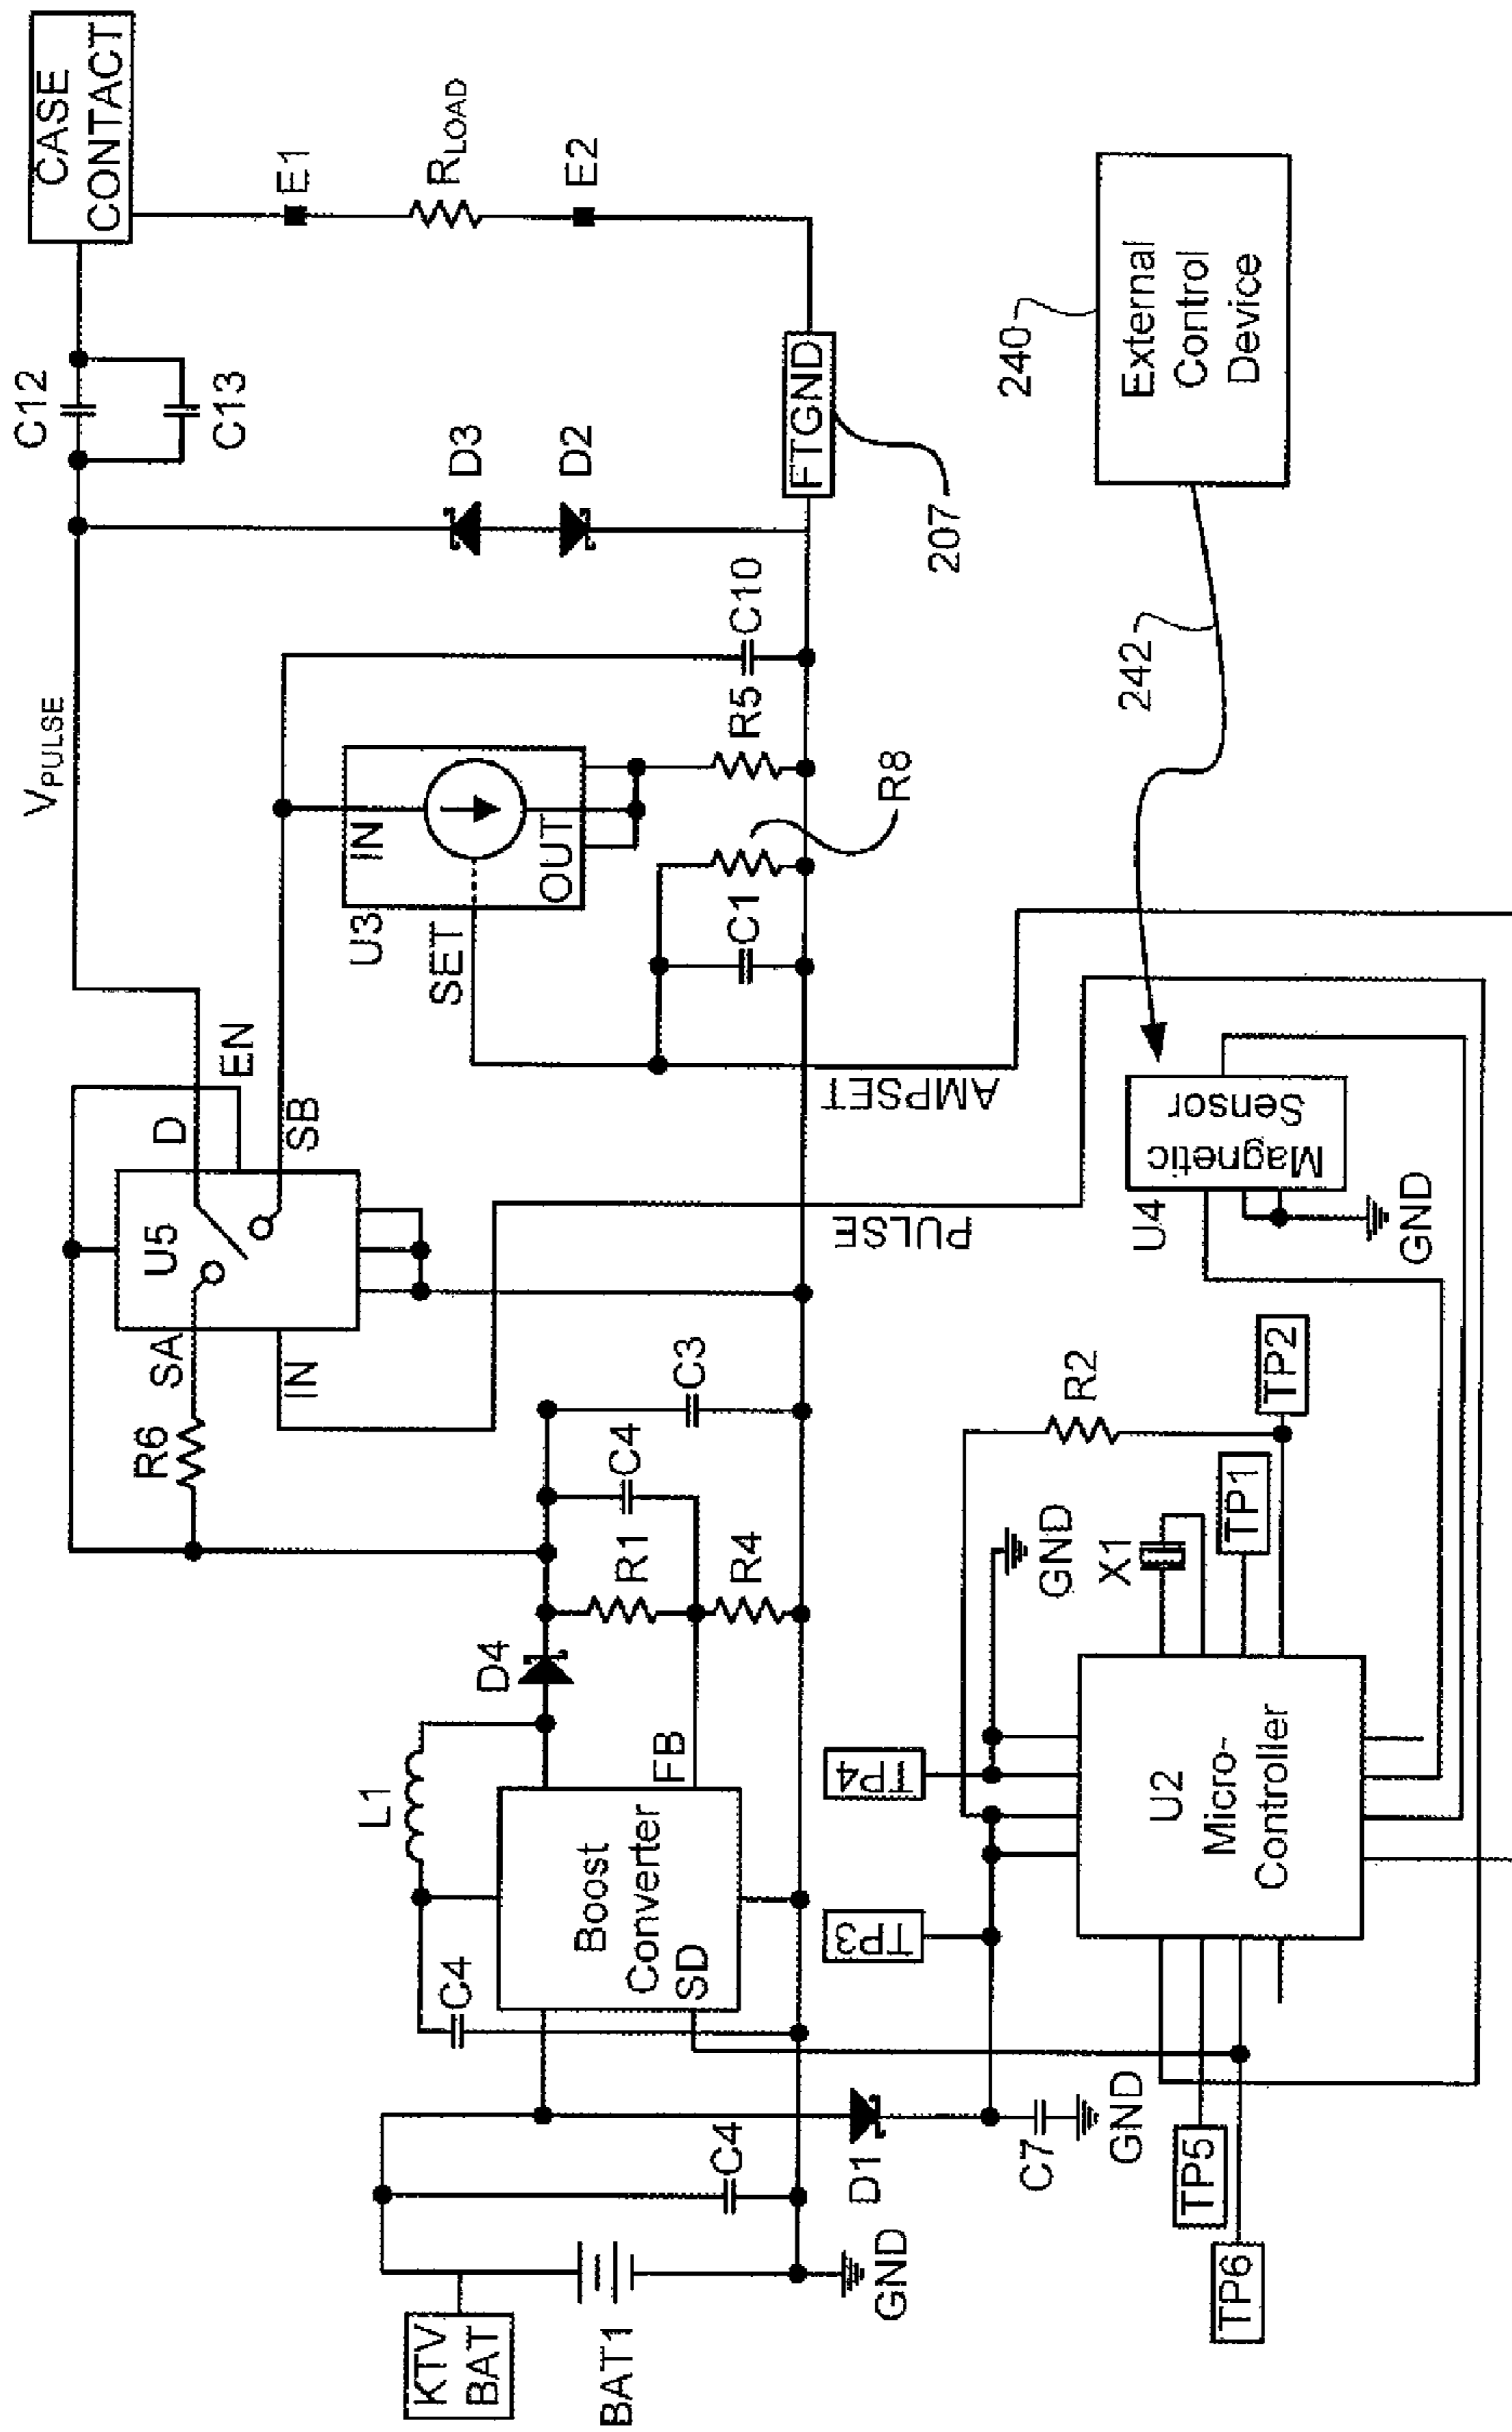 CASE
CONTACT
C12
C13
E1
R_LOAD
E2
V_PULSE
D3
D2
FTGND
207
240
External
Control
Device
242
C10
R5
R8
C1
IN
OUT
U3
SET
EN
D
SB
U5
SA
IN
R6
AMPSET
PULSE
Magnetic
Sensor
U4
GND
C3
C4
R1
R4
D4
L1
FB
Boost
Converter
SD
C4
C4
KTV
BAT
BAT1
GND
D1
C7
GND
TP3
TP4
GND
R2
X1
TP1
TP2
U2
Micro-
Controller
TP5
TP6